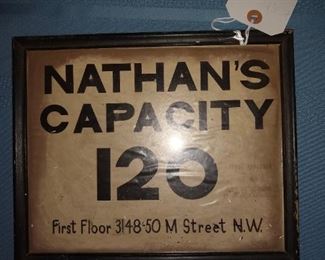 NATHAN'S
CAPACITY
120
First Floor 3148-50 M Street N.W.